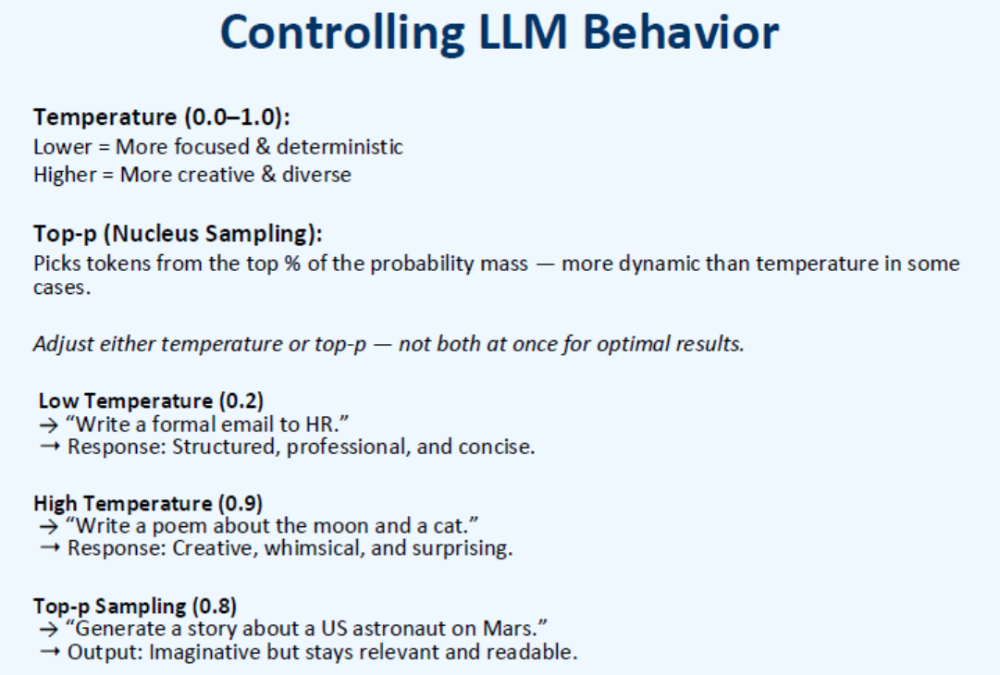 Controlling LLM Behavior
Temperature (0.0–1.0):
Lower = More focused & deterministic
Higher = More creative & diverse
Top-p (Nucleus Sampling):
Picks tokens from the top % of the probability mass — more dynamic than temperature in some
cases.
Adjust either temperature or top-p — not both at once for optimal results.
Low Temperature (0.2)
→ “Write a formal email to HR.”
→ Response: Structured, professional, and concise.
High Temperature (0.9)
→ “Write a poem about the moon and a cat.”
→ Response: Creative, whimsical, and surprising.
Top-p Sampling (0.8)
→ “Generate a story about a US astronaut on Mars.”
→ Output: Imaginative but stays relevant and readable.